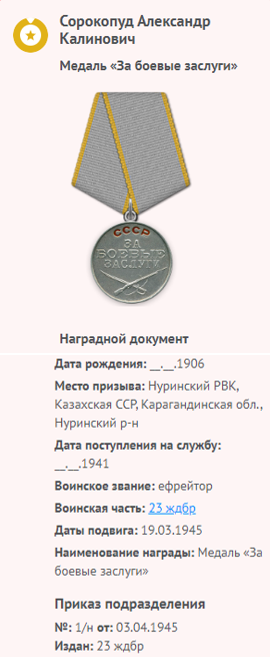 Сорокопуд Александр
Калинович
Медаль «За боевые заслуги»
СССР
ЗА
БОЕВЫЕ
ЗАСЛУГИ
Наградной документ
Дата рождения: __.__.1906
Место призыва: Нуринский РВК,
Казахская ССР, Карагандинская обл.,
Нуринский р-н
Дата поступления на службу:
__.__.1941
Воинское звание: ефрейтор
Воинская часть: 23 ждбр
Даты подвига: 19.03.1945
Наименование награды: Медаль «За
боевые заслуги»
Приказ подразделения
№: 1/н от: 03.04.1945
Издан: 23 ждбр